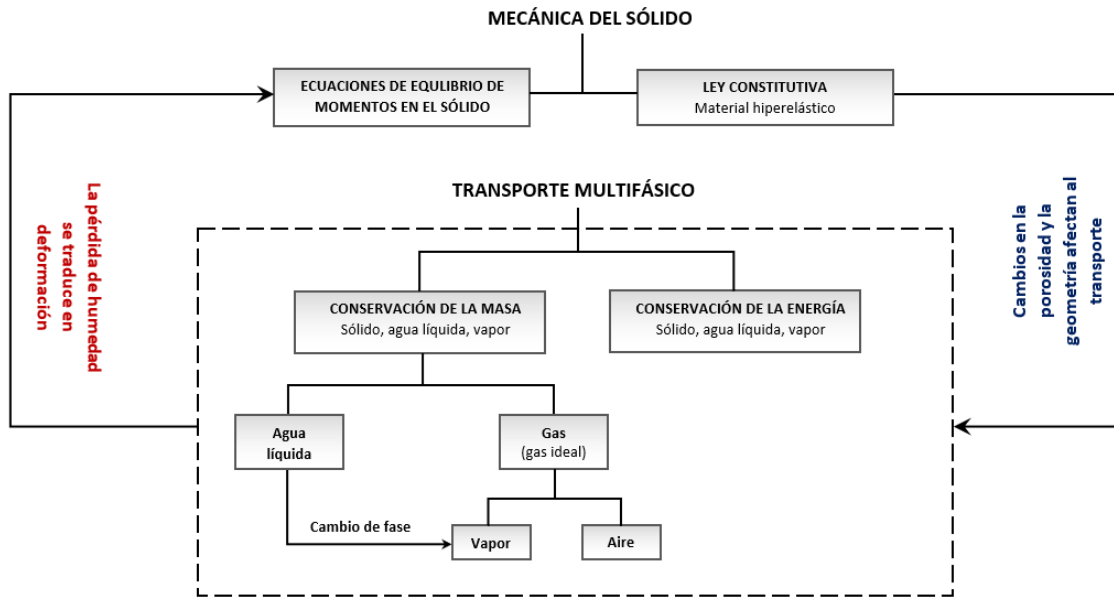 MECÁNICA DEL SÓLIDO
ECUACIONES DE EQULIBRIO DE
MOMENTOS EN EL SÓLIDO
LEY CONSTITUTIVA
Material hiperelástico
La pérdida de humedad
se traduce en
deformación
TRANSPORTE MULTIFÁSICO
Cambios en la
porosidad y la
geometría afectan al
transporte
CONSERVACIÓN DE LA MASA
Sólido, agua líquida, vapor
CONSERVACIÓN DE LA ENERGÍA
Sólido, agua líquida, vapor
Agua
líquida
Gas
(gas ideal)
Cambio de fase
Vapor
Aire